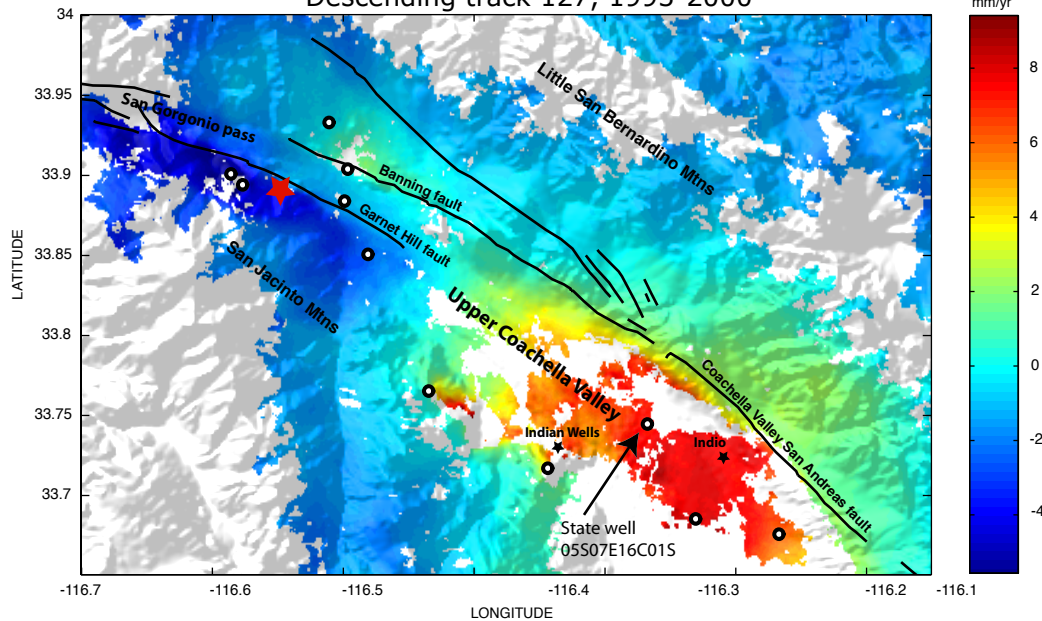 Descending track 127, 1993-2000
mm/yr
34
33.95
33.9
33.85
33.8
33.75
33.7
LATITUDE
San Gorgonio pass
Little San Bernardino Mtns
Banning fault
Garnet Hill fault
San Jacinto Mtns
Upper Coachella Valley
Coachella Valley San Andreas fault
Indian Wells
Indio
State well
05S07E16C01S
-116.7
-116.6
-116.5
-116.4
-116.3
-116.2
-116.1
LONGITUDE
8
6
4
2
0
-2
-4